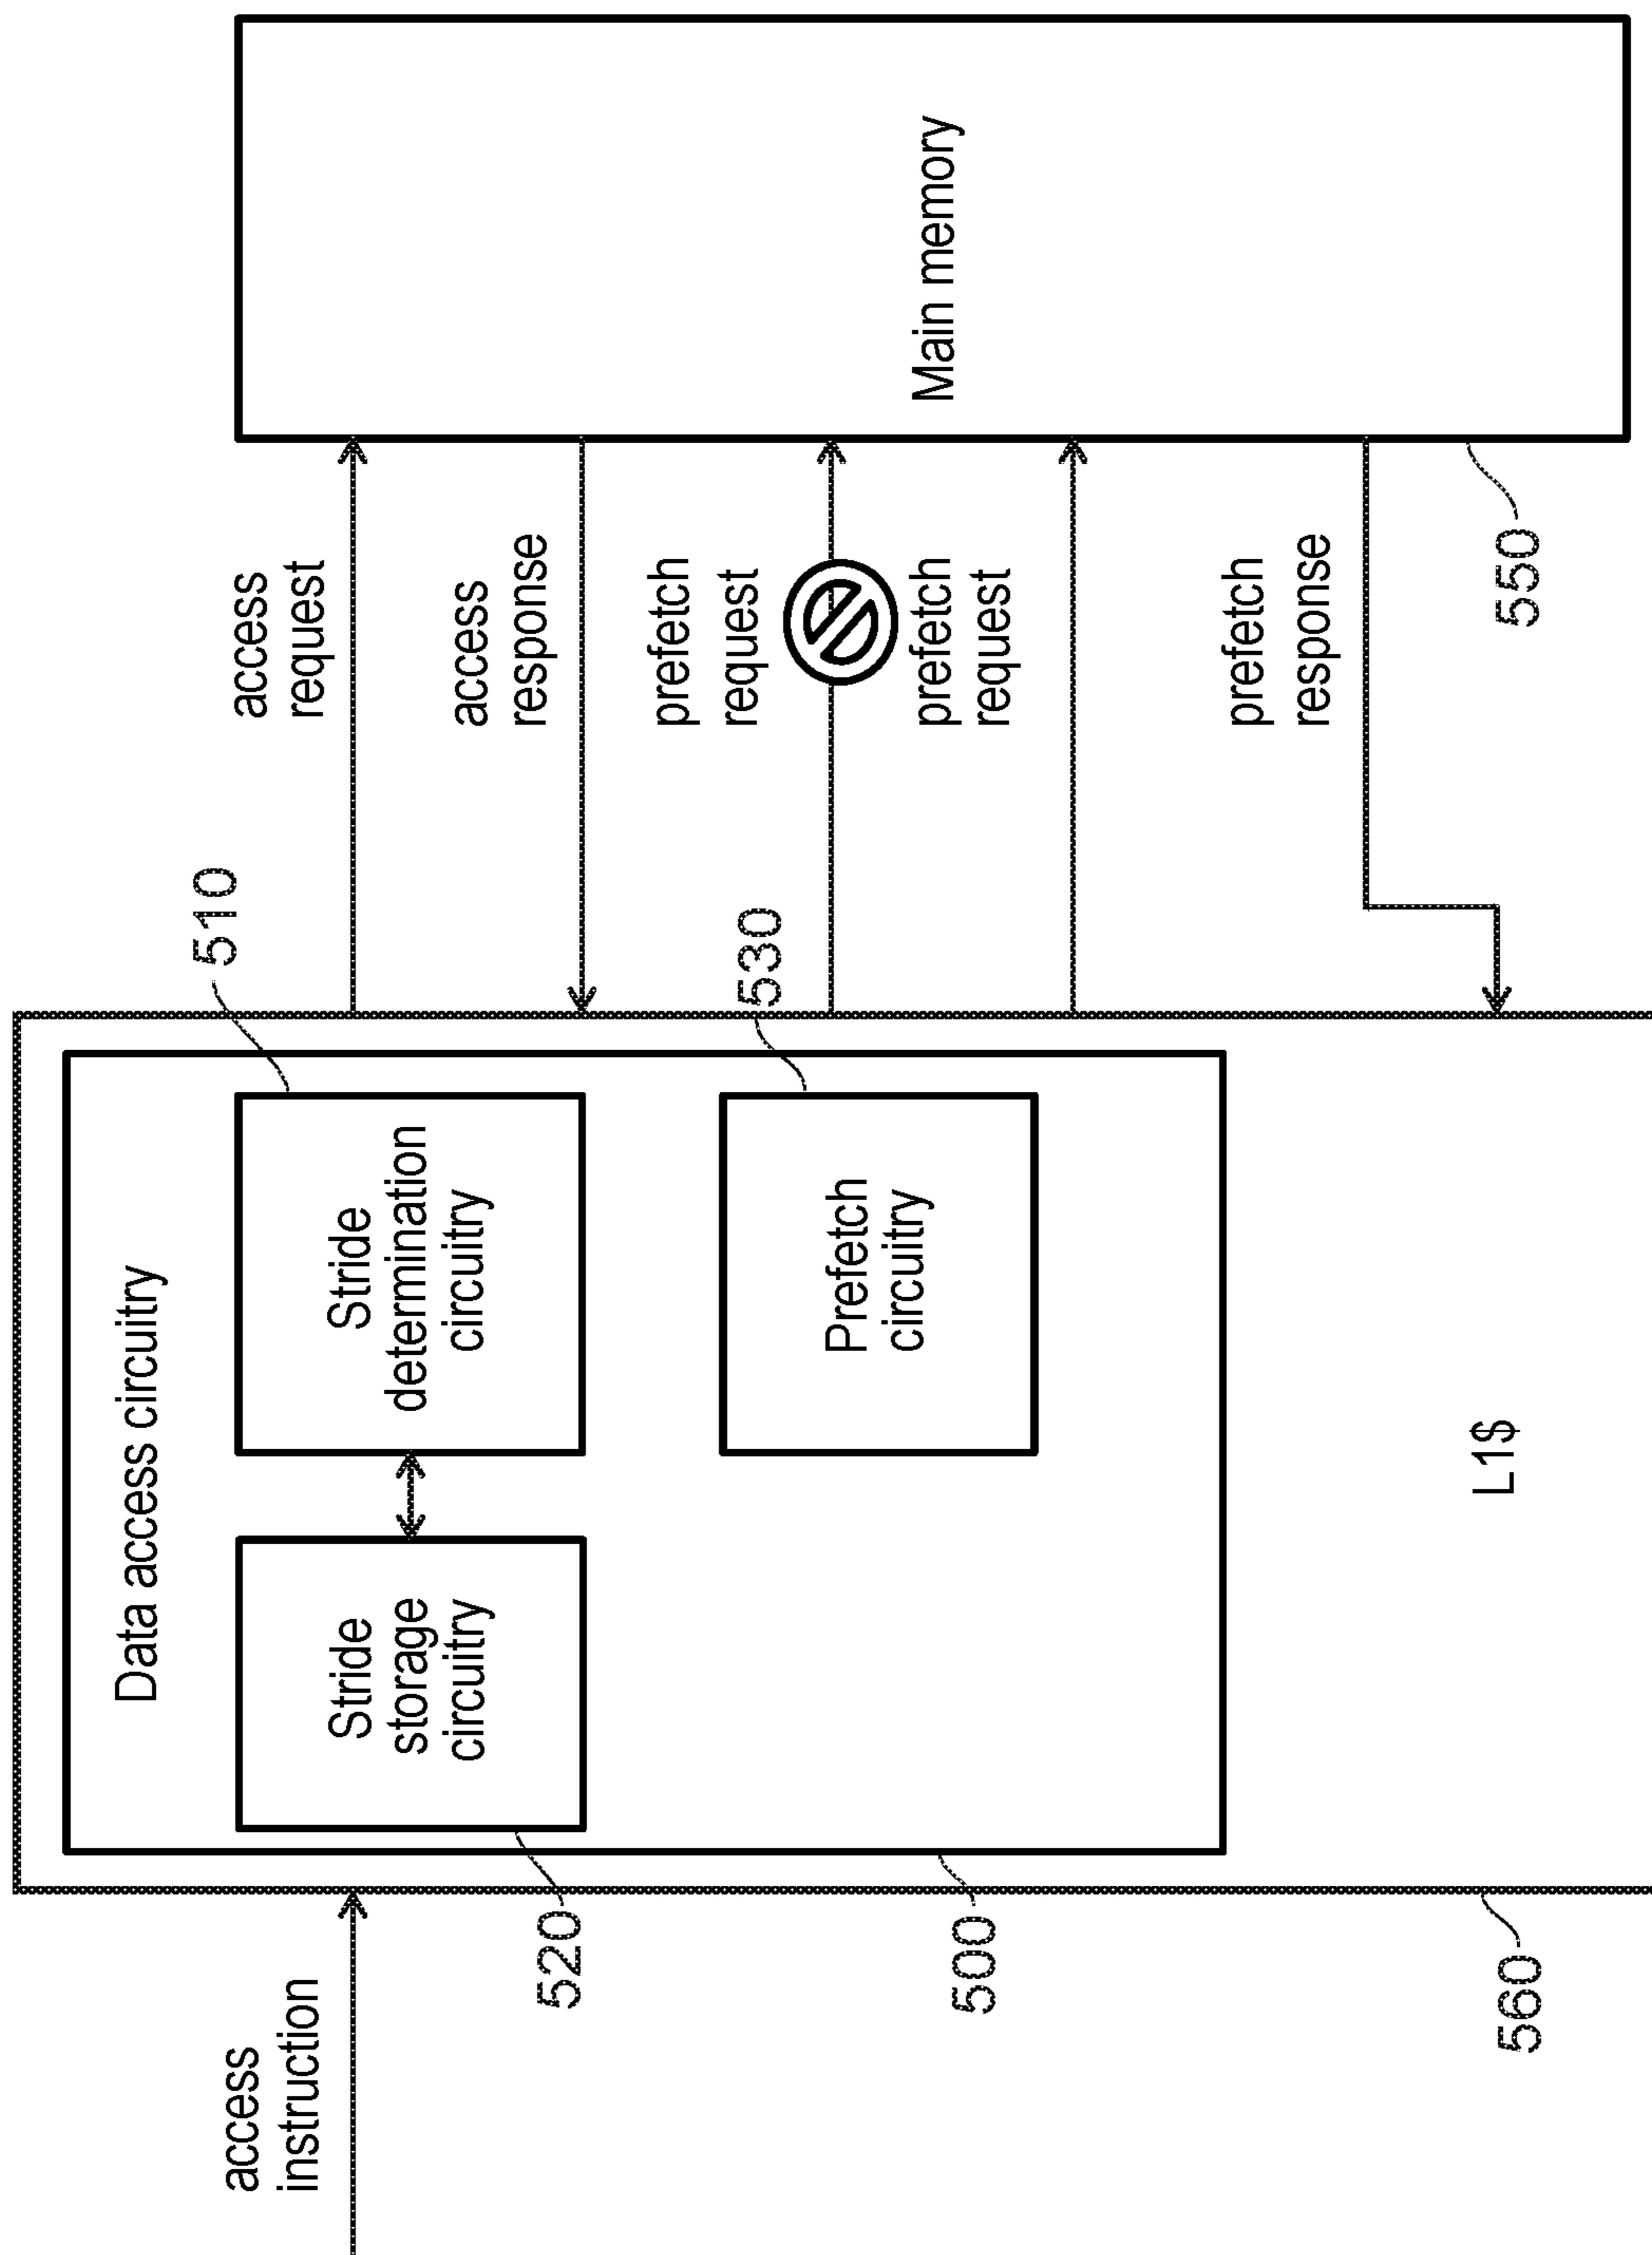 access
instruction
Data access circuitry
Stride
storage
circuitry
Stride
determination
circuitry
Prefetch
circuitry
L1$
520
500
560
510
530
access
request
access
response
prefetch
request
prefetch
request
prefetch
response
Main memory
550